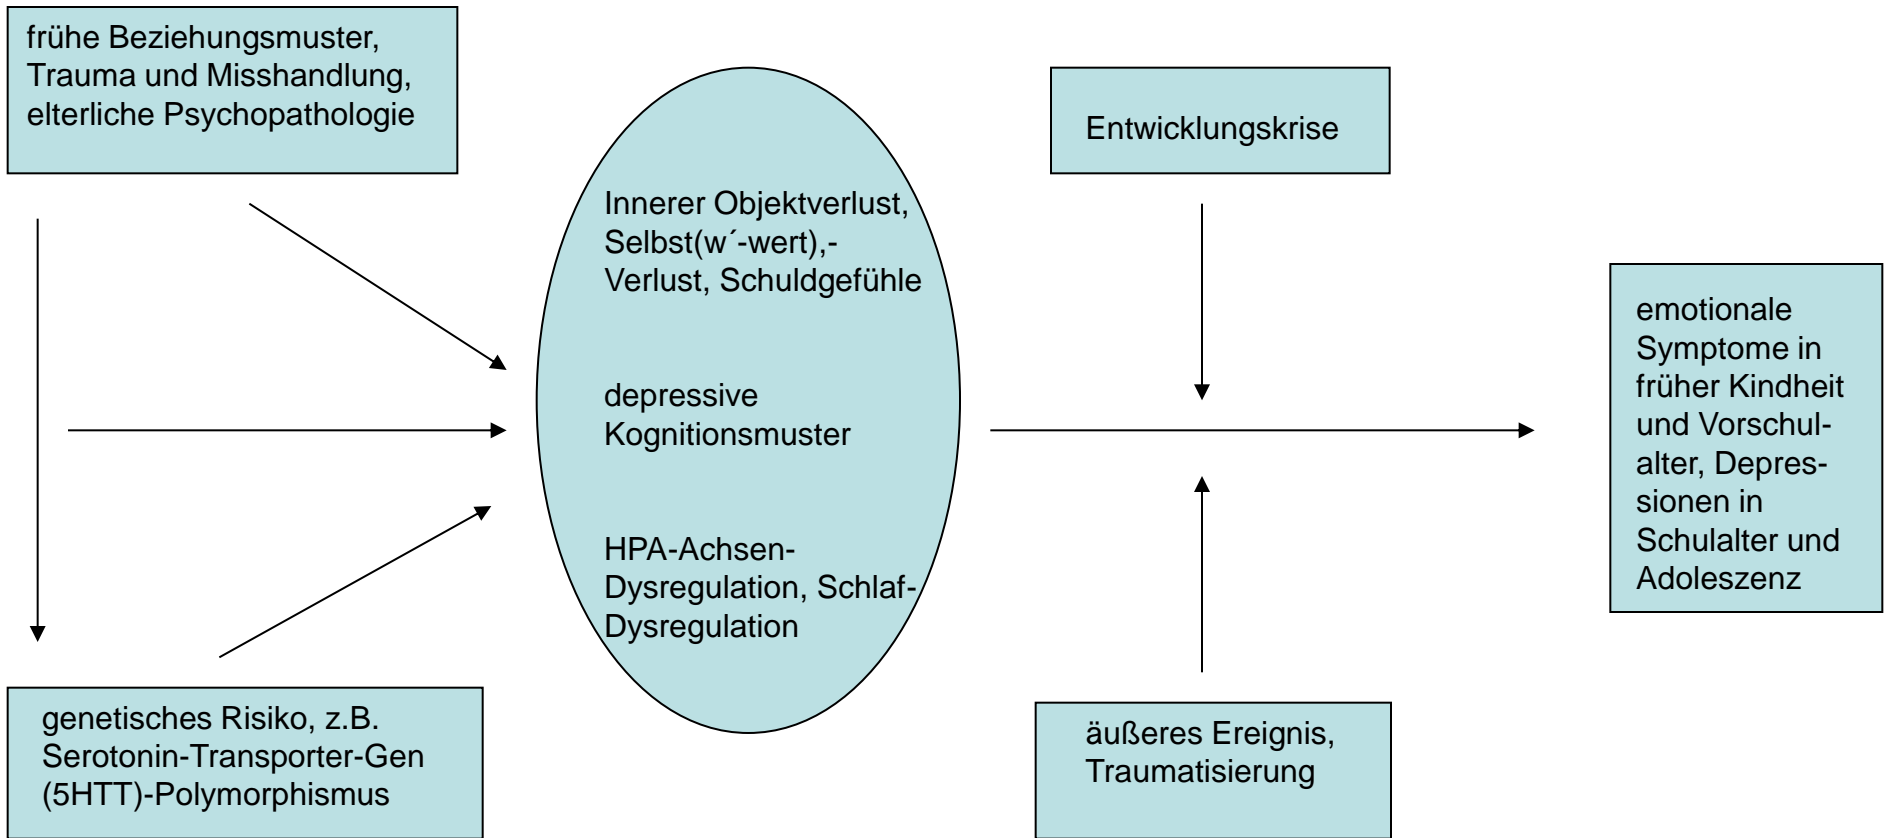 frühe Beziehungsmuster,
Trauma und Misshandlung,
elterliche Psychopathologie
Innerer Objektverlust,
Selbst(w´-wert),-
Verlust, Schuldgefühle
depressive
Kognitionsmuster
HPA-Achsen-
Dysregulation, Schlaf-
Dysregulation
genetisches Risiko, z.B.
Serotonin-Transporter-Gen
(5HTT)-Polymorphismus
Entwicklungskrise
äußeres Ereignis,
Traumatisierung
emotionale
Symptome in
früher Kindheit
und Vorschul-
alter, Depres-
sionen in
Schulalter und
Adoleszenz